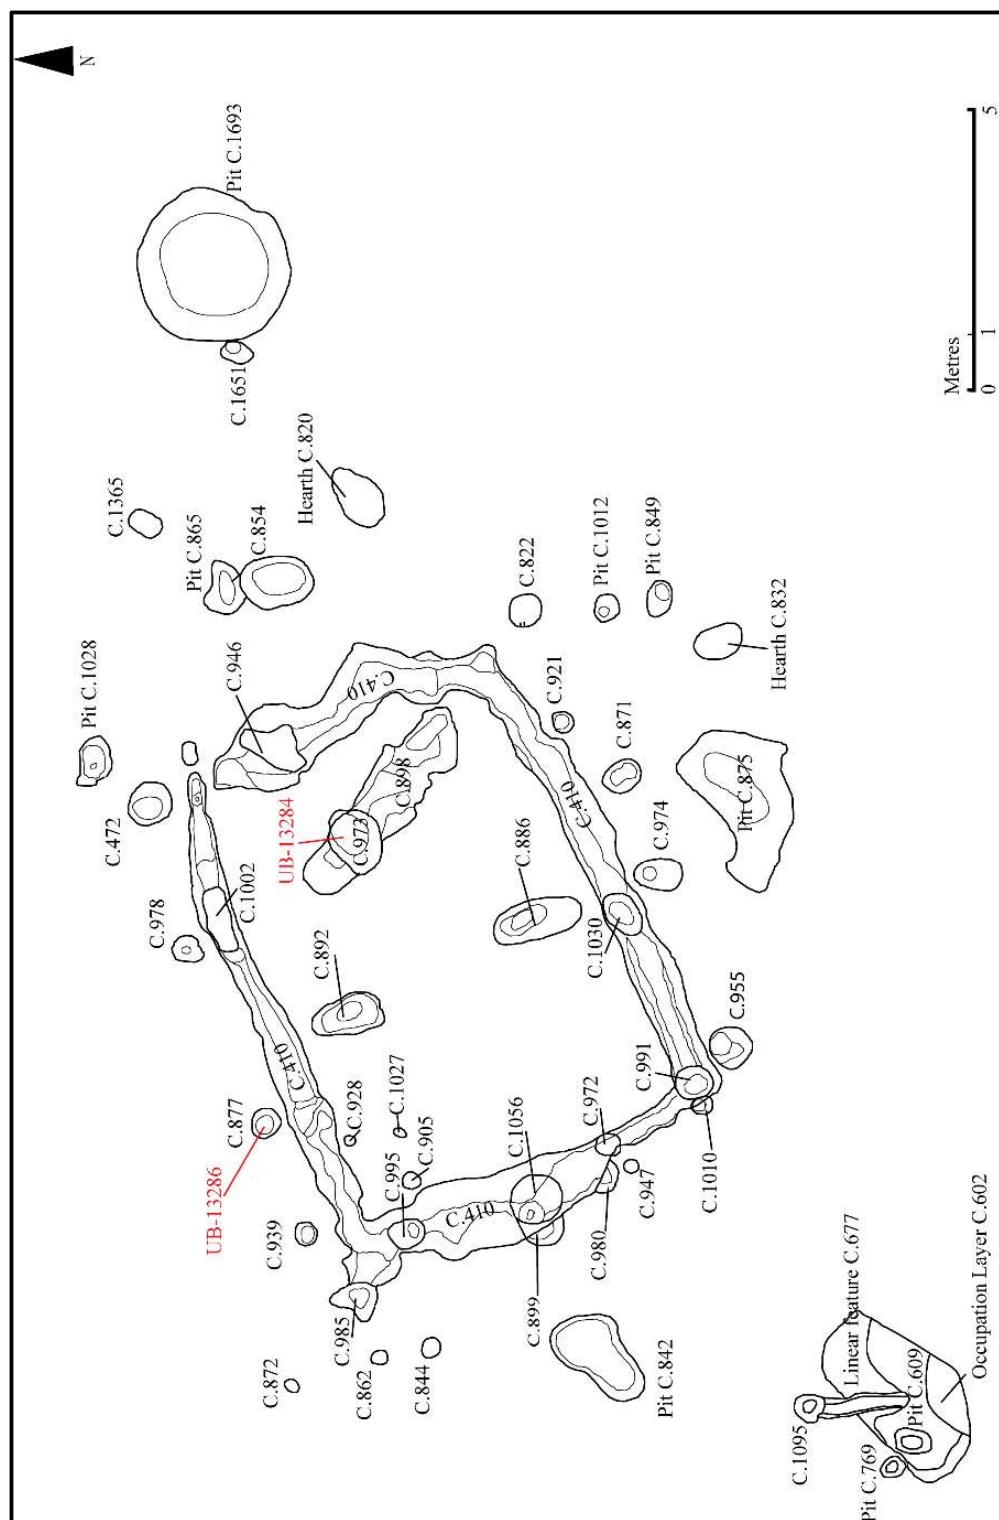 N
Pit C.1693
C.1651
C.1365
Hearth C.820
Pit C.865
C.854
C.822
Pit C.1012
Pit C.849
Hearth C.832
Pit C.1028
C.946
C.410
C.921
C.871
C.472
UB-13284
C.898
C.973
C.410
Pit C.875
C.974
C.886
C.1002
C.978
C.892
C.1030
C.955
C.877
UB-13286
C.410
C.928
C.1027
C.905
C.995
C.1056
C.972
C.991
C.1010
C.947
C.980
C.410
C.899
C.939
C.985
C.872
C.862
C.844
Pit C.842
Linear feature C.677
Pit C.609
Occupation Layer C.602
C.1095
Pit C.769
Metres
0
1
5